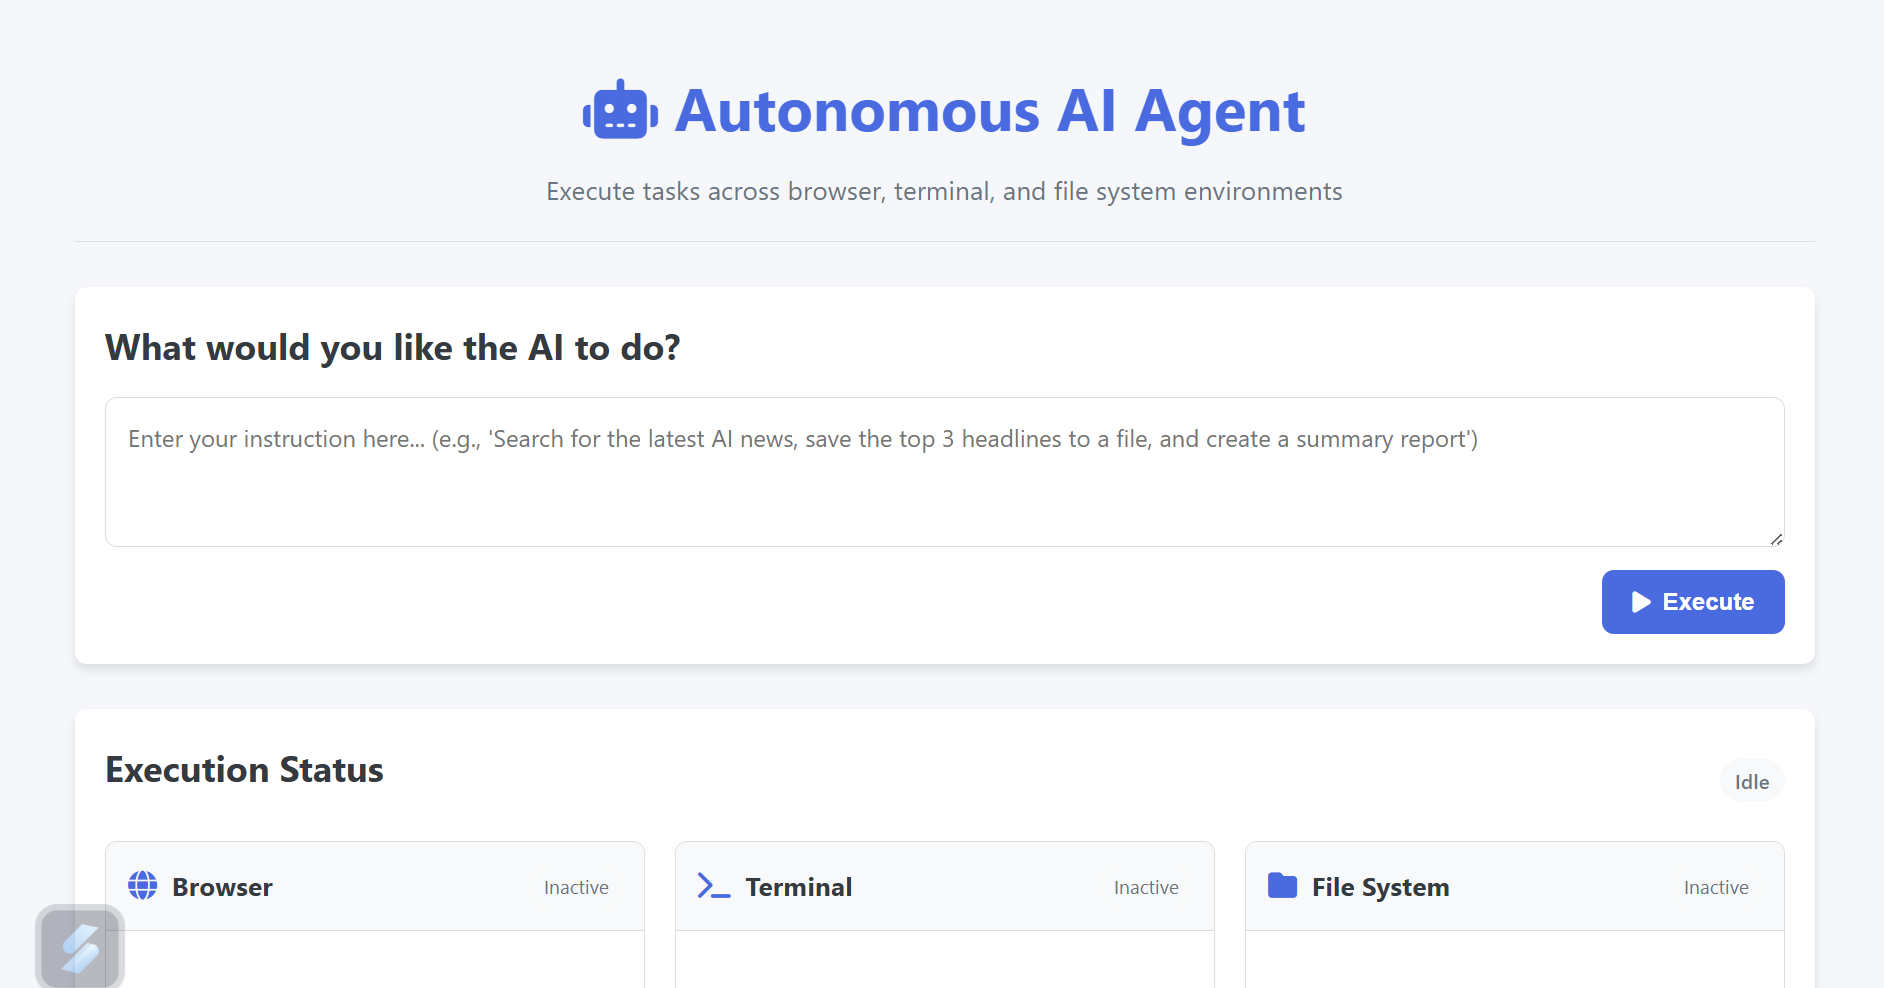 Autonomous AI Agent
Execute tasks across browser, terminal, and file system environments
What would you like the AI to do?
Enter your instruction here... (e.g., 'Search for the latest AI news, save the top 3 headlines to a file, and create a summary report')
Execute
Execution Status
Idle
Browser
Inactive
Terminal
Inactive
File System
Inactive